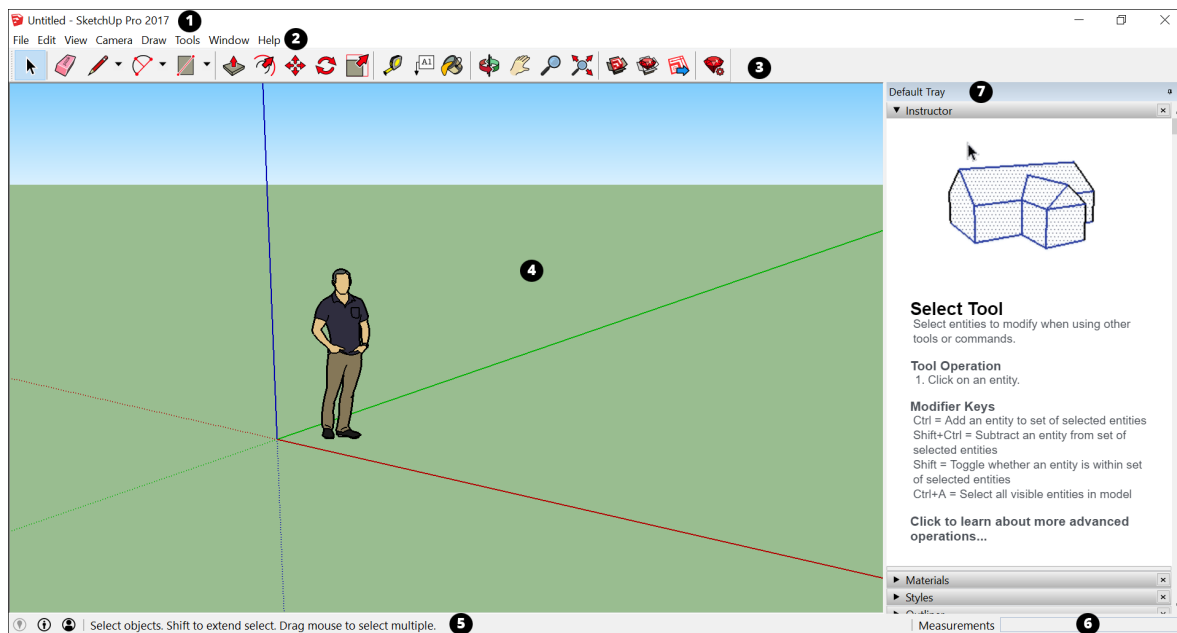 Untitled - SketchUp Pro 2017 1
File Edit View Camera Draw Tools Window Help 2
A1
3
Default Tray 7
Instructor
4
Select Tool
Select entities to modify when using other
tools or commands.
Tool Operation
1. Click on an entity.
Modifier Keys
Ctrl = Add an entity to set of selected entities
Shift+Ctrl = Subtract an entity from set of
selected entities
Shift = Toggle whether an entity is within set
of selected entities
Ctrl+A = Select all visible entities in model
Click to learn about more advanced
operations...
Materials
Styles
Select objects. Shift to extend select. Drag mouse to select multiple. 5
Measurements 6